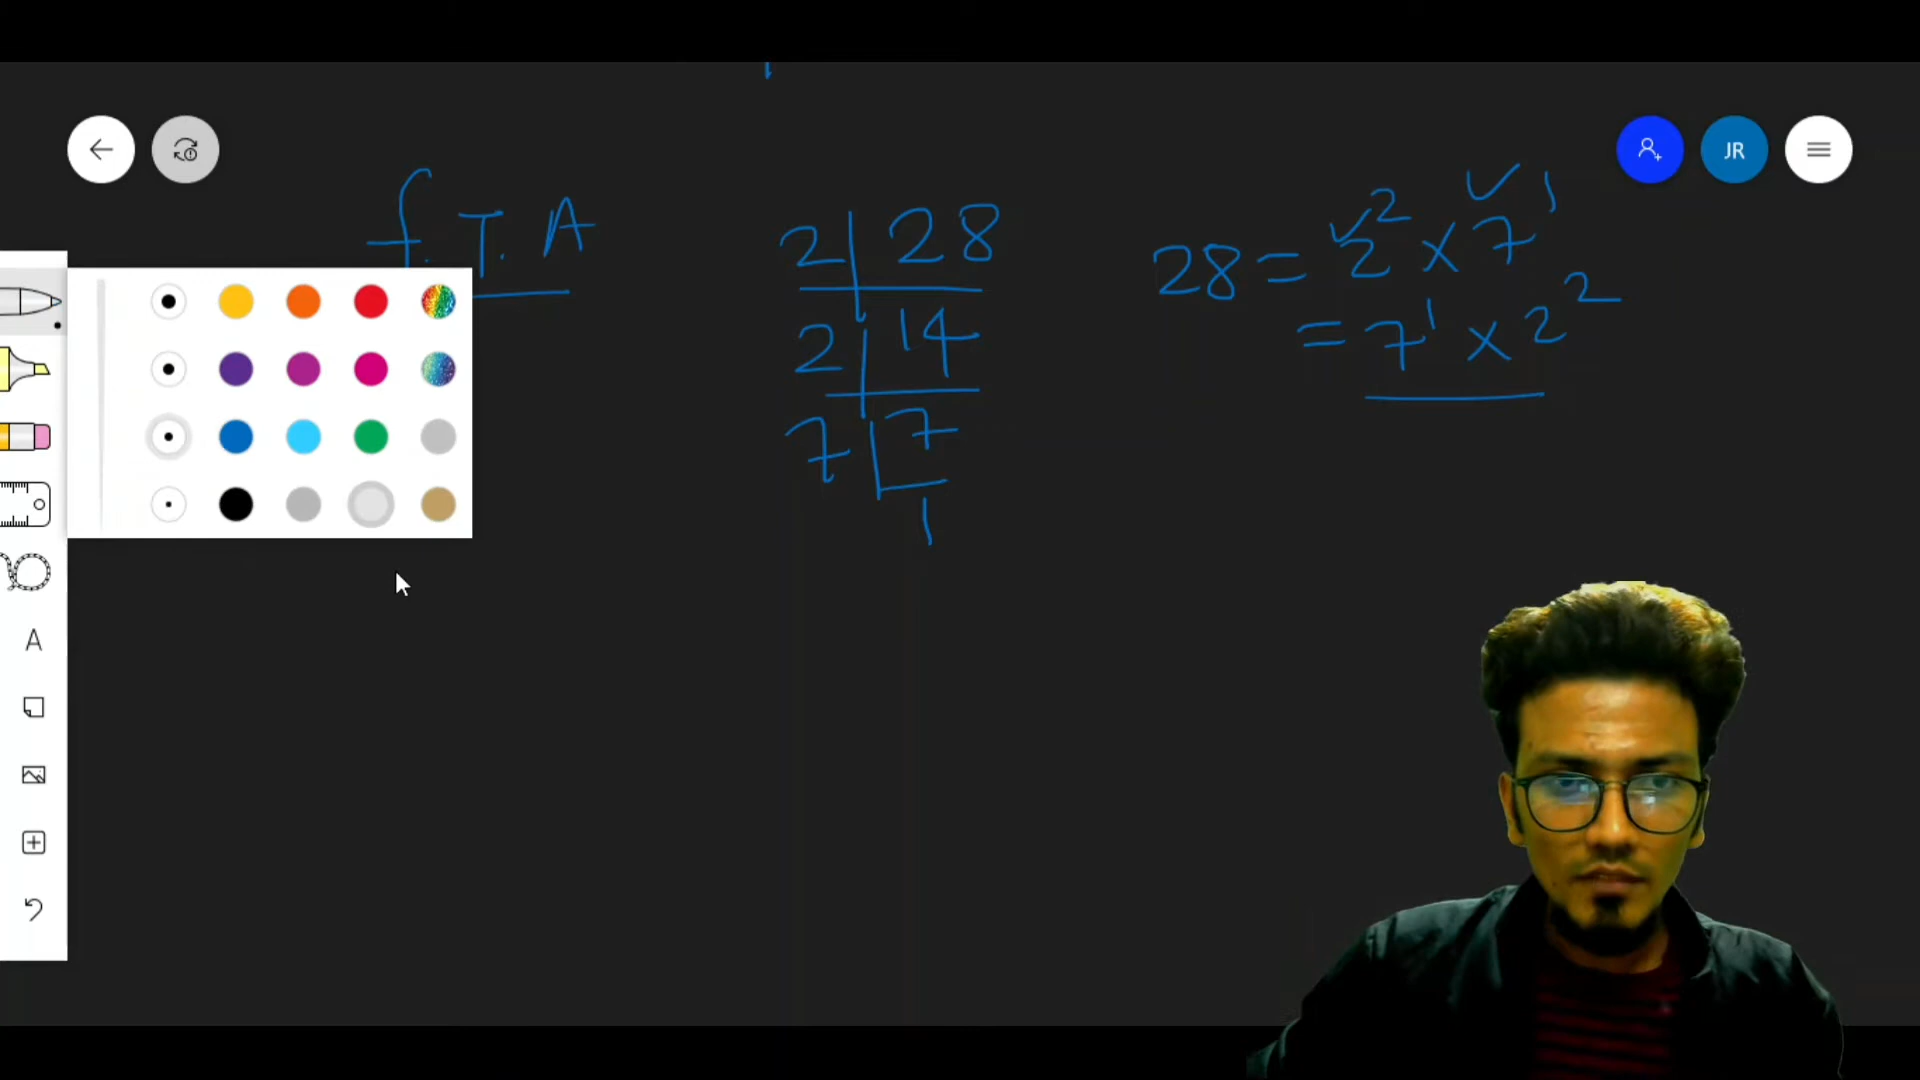 JR
f.T.A
2 | 28
2 | 14
7 | 7
1
28 = 2² × 7¹
= 7¹ × 2²
A